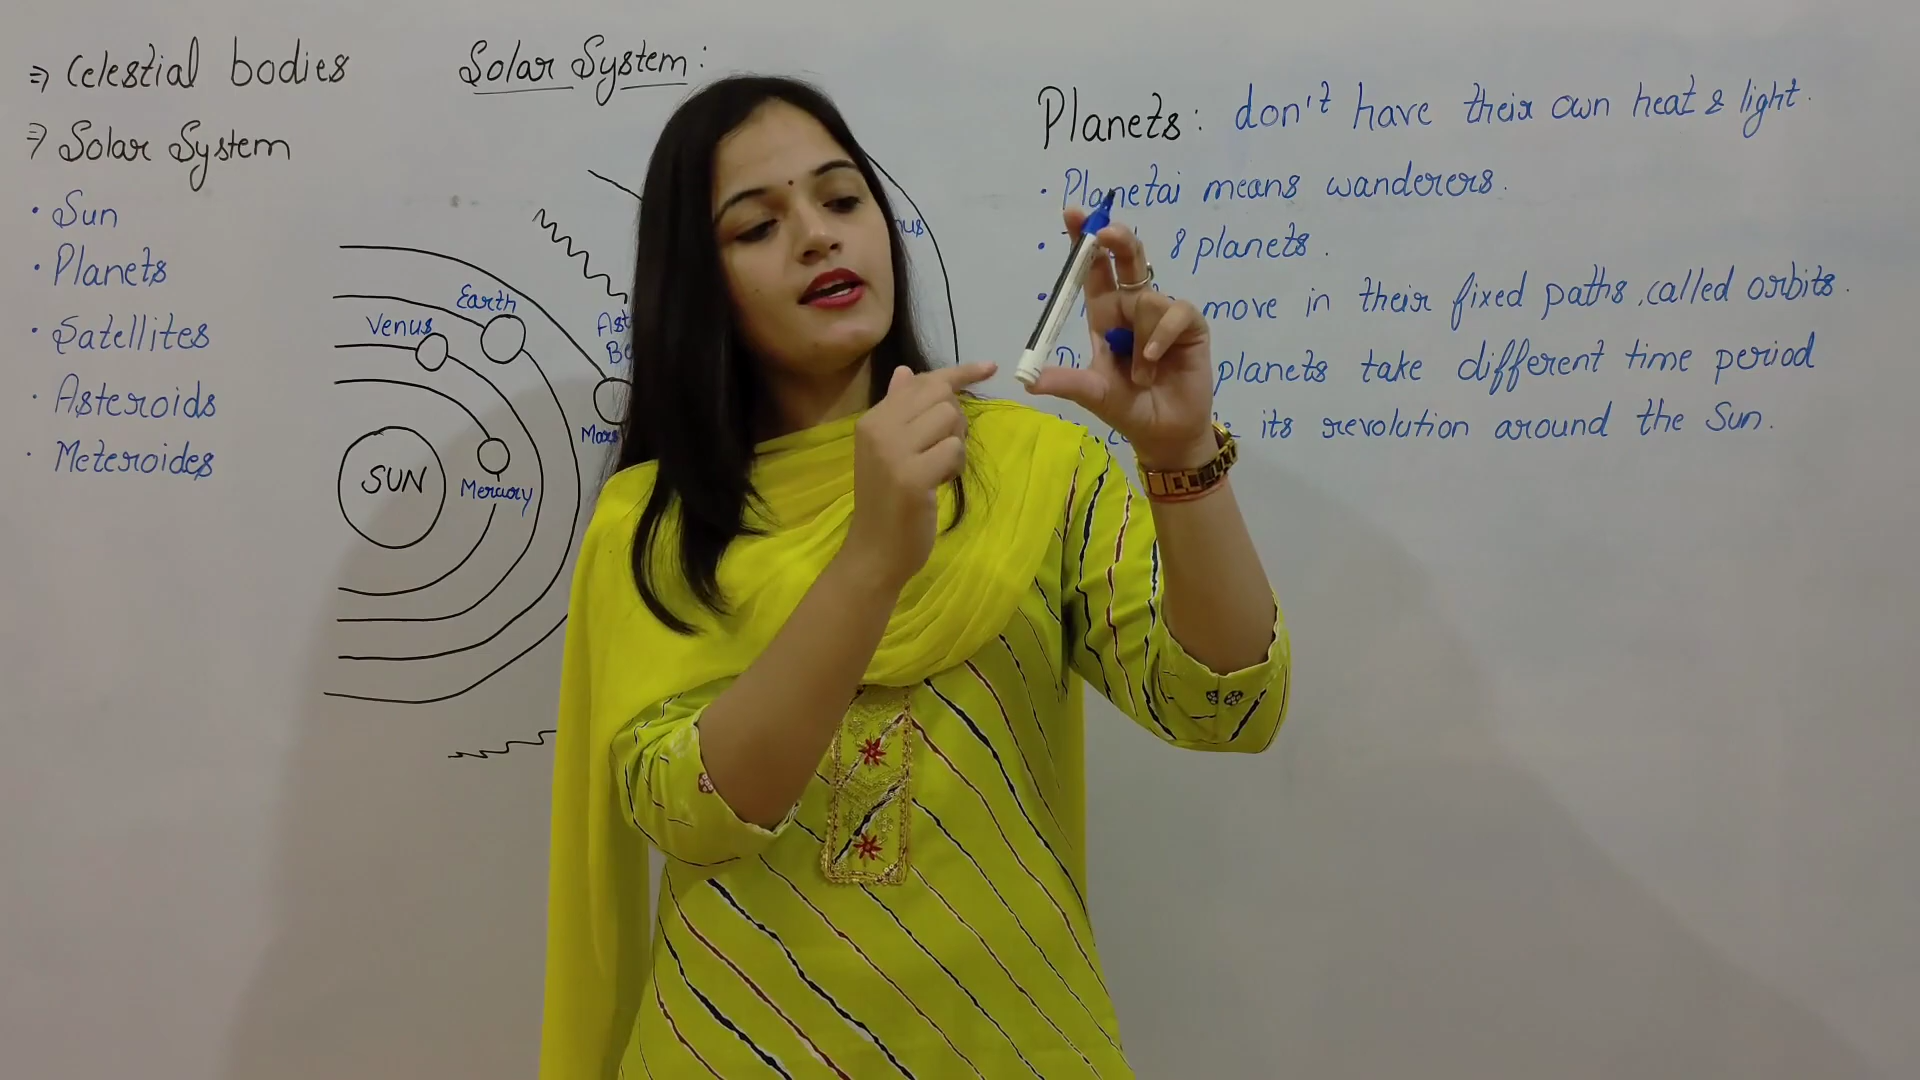 ⇒ Celestial bodies
⇒ Solar System
• Sun
• Planets
• Satellites
• Asteroids
• Meteroides
Solar System:
Earth
Venus
Mars
SUN
Mercury
Planets: don't have their own heat & light.
• Planetai means wanderers.
• 8 planets.
• move in their fixed paths, called orbits.
planets take different time period
its revolution around the Sun.